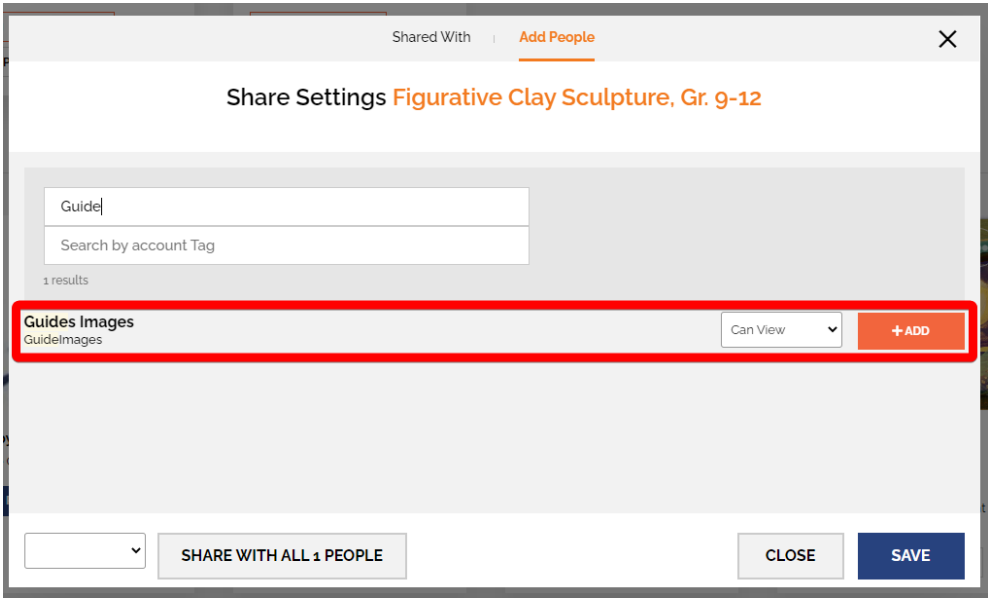 Shared With | Add People
Share Settings Figurative Clay Sculpture, Gr. 9-12
Guide
Search by account Tag
1 results
Guides Images
GuideImages
Can View
+ADD
SHARE WITH ALL 1 PEOPLE
CLOSE
SAVE